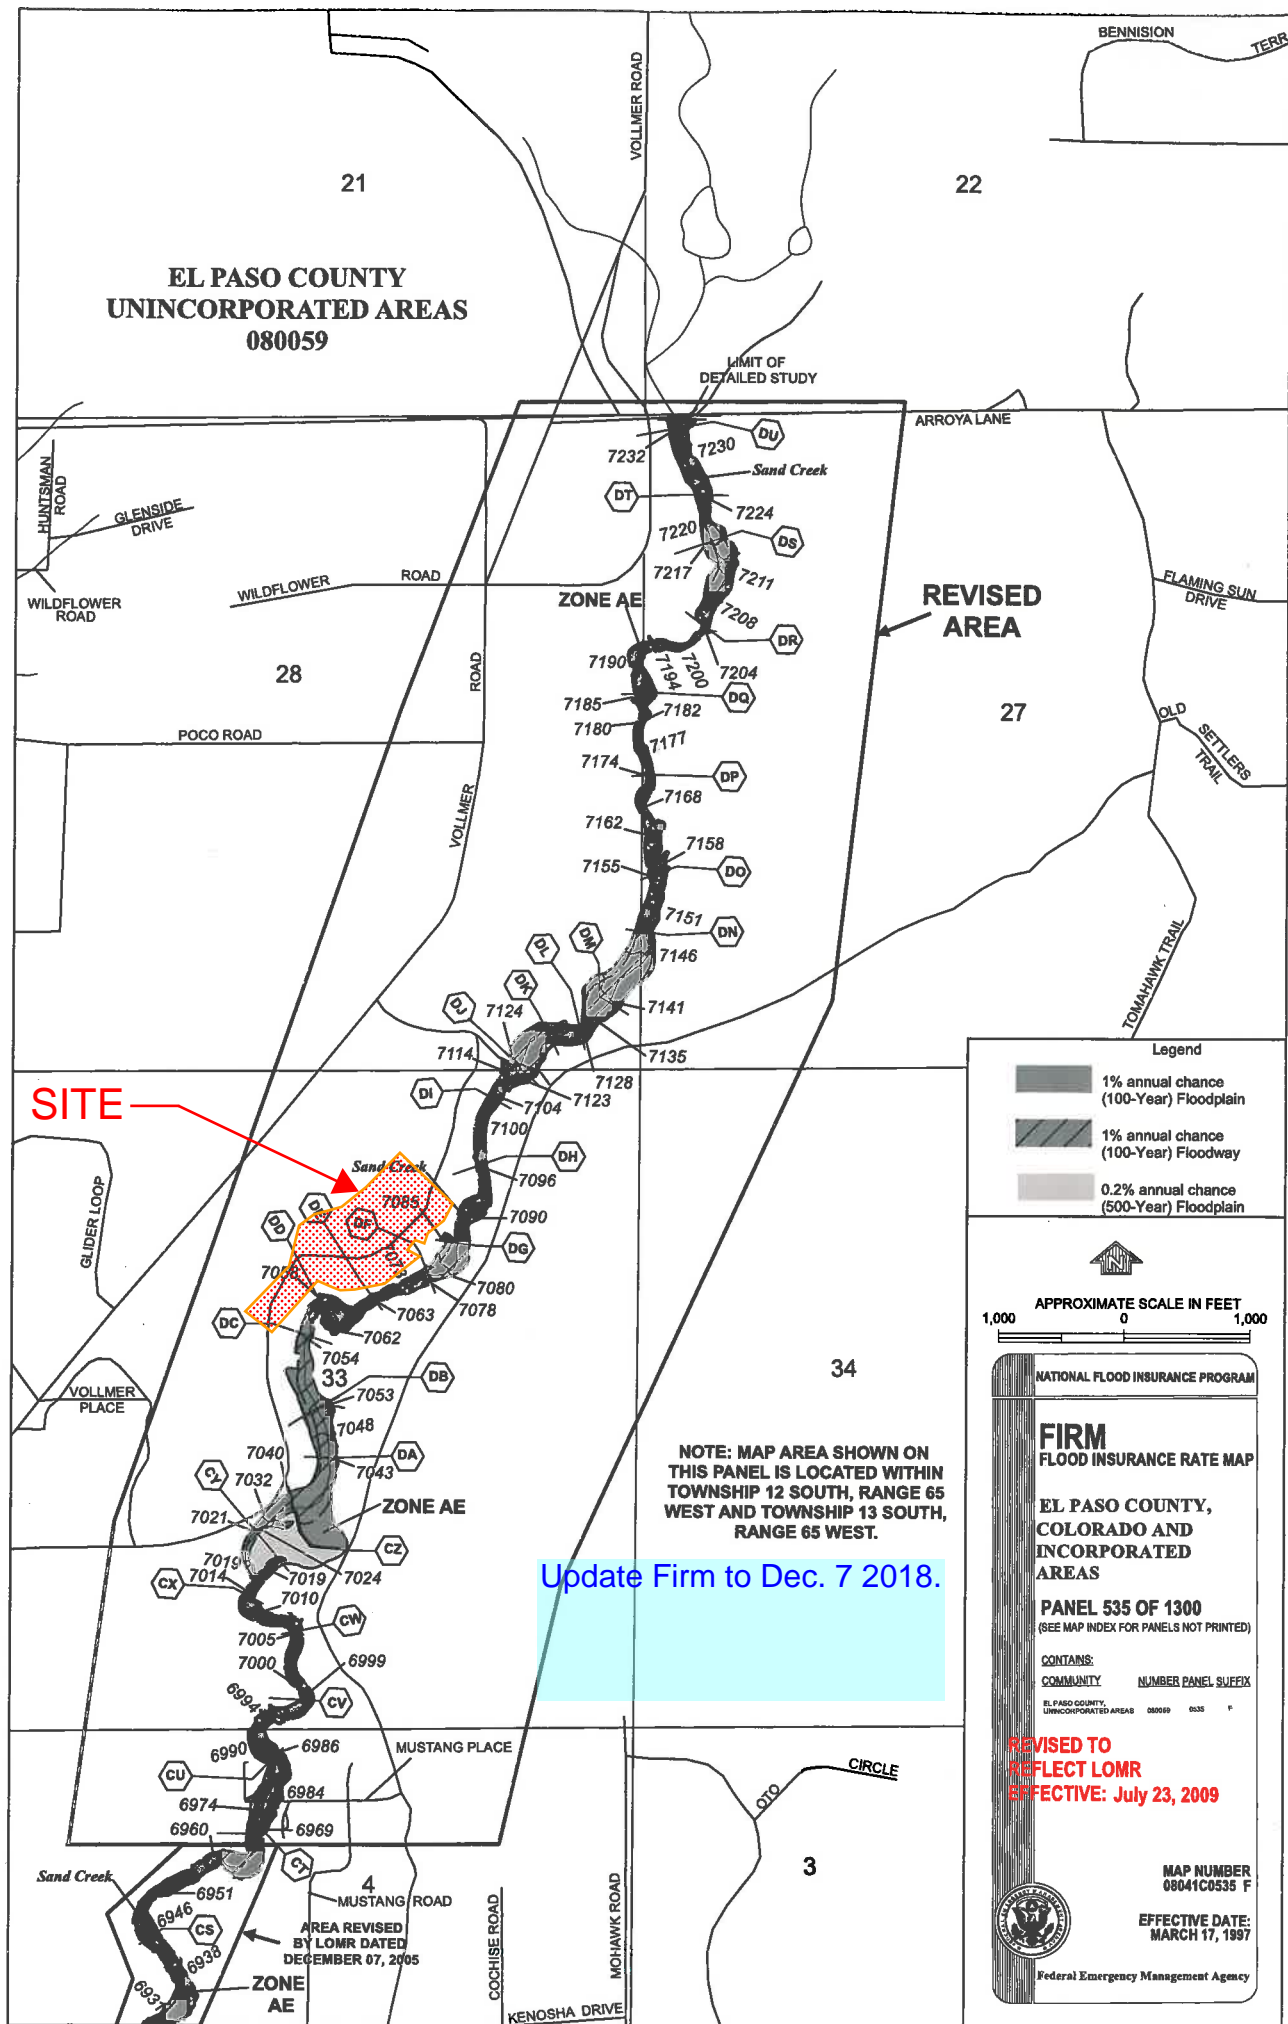 BENNISION
TERR
VOLLMER ROAD
21
22
EL PASO COUNTY
UNINCORPORATED AREAS
080059
LIMIT OF
DETAILED STUDY
ARROYA LANE
DU
7232
7230
Sand Creek
HUNTSMAN
ROAD
GLENSIDE
DRIVE
DT
7224
7220
DS
7217
7211
WILDFLOWER
ROAD
WILDFLOWER
ROAD
ZONE AE
REVISED
AREA
FLAMING SUN
DRIVE
7208
DR
7204
7190
7194
7200
28
ROAD
7185
DQ
7182
7180
27
OLD
SETTLERS
TRAIL
POCO ROAD
7177
7174
DP
7168
VOLLMER
7162
7158
7155
DO
7151
DN
DM
DL
7146
TOMAHAWK TRAIL
DK
7141
DJ
7124
7135
7114
7128
7123
DI
7104
7100
SITE
Legend
1% annual chance
(100-Year) Floodplain
1% annual chance
(100-Year) Floodway
0.2% annual chance
(500-Year) Floodplain
DH
Sand Creek
7096
7085
7090
GLIDER LOOP
DD
DF
DG
7058
7080
7078
7063
DC
7062
7054
33
34
N
APPROXIMATE SCALE IN FEET
1,000
0
1,000
VOLLMER
PLACE
DB
7053
7048
7040
DA
7043
CY
7032
ZONE AE
7021
CZ
7019
7019
7024
7014
CX
7010
CW
7005
7000
6999
CV
6994
NOTE: MAP AREA SHOWN ON
THIS PANEL IS LOCATED WITHIN
TOWNSHIP 12 SOUTH, RANGE 65
WEST AND TOWNSHIP 13 SOUTH,
RANGE 65 WEST.
Update Firm to Dec. 7 2018.
NATIONAL FLOOD INSURANCE PROGRAM
FIRM
FLOOD INSURANCE RATE MAP
EL PASO COUNTY,
COLORADO AND
INCORPORATED
AREAS
PANEL 535 OF 1300
(SEE MAP INDEX FOR PANELS NOT PRINTED)
CONTAINS:
COMMUNITY NUMBER PANEL SUFFIX
EL PASO COUNTY,
UNINCORPORATED AREAS 080059 0535 F
REVISED TO
REFLECT LOMR
EFFECTIVE: July 23, 2009
MAP NUMBER
08041C0535 F
EFFECTIVE DATE:
MARCH 17, 1997
Federal Emergency Management Agency
6990
6986
MUSTANG PLACE
CU
6984
6974
6960
6969
CT
OTO
CIRCLE
Sand Creek
4
3
6951
MUSTANG ROAD
6946
CS
AREA REVISED
BY LOMR DATED
DECEMBER 07, 2005
6938
6931
ZONE
AE
COCHISE ROAD
MOHAWK ROAD
KENOSHA DRIVE